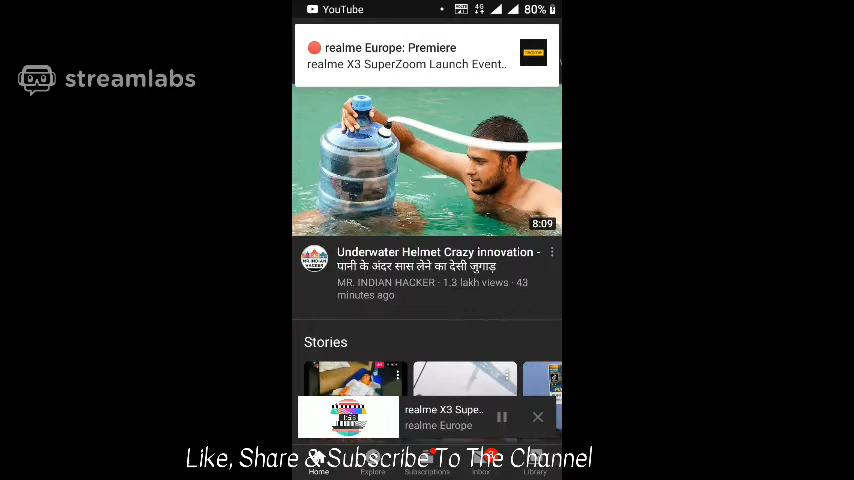 YouTube
4G
80%
realme Europe: Premiere
realme
realme X3 SuperZoom Launch Event..
streamlabs
8:09
Underwater Helmet Crazy innovation -
पानी के अंदर सास लेने का देसी जुगाड़
MR. INDIAN HACKER · 1.3 lakh views · 43
minutes ago
Stories
realme X3 Supe..
realme Europe
Like, Share & Subscribe To The Channel
Home
Explore
Subscriptions
Inbox
Library